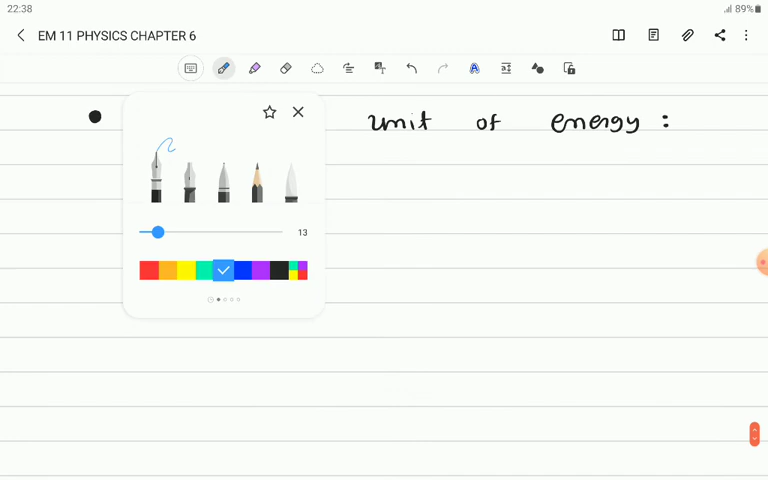 22:38
89%
EM 11 PHYSICS CHAPTER 6
unit of energy :
13